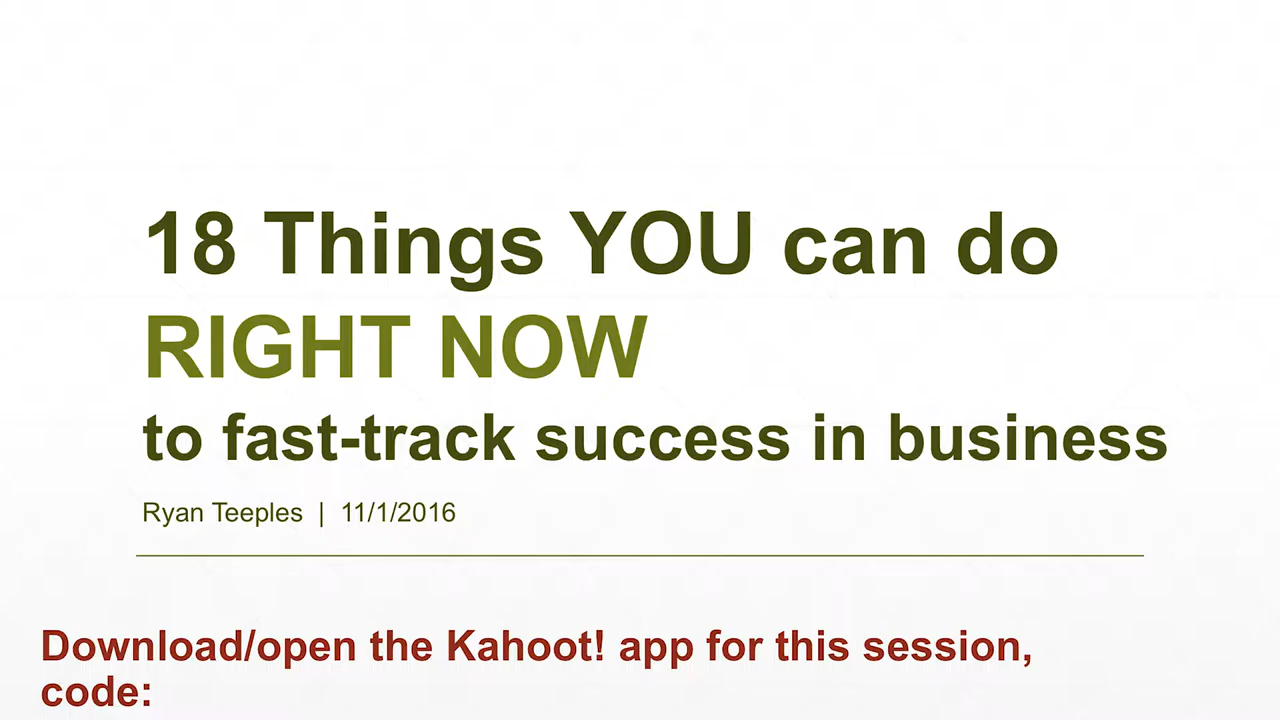 18 Things YOU can do
RIGHT NOW
to fast-track success in business
Ryan Teeples | 11/1/2016
Download/open the Kahoot! app for this session,
code: